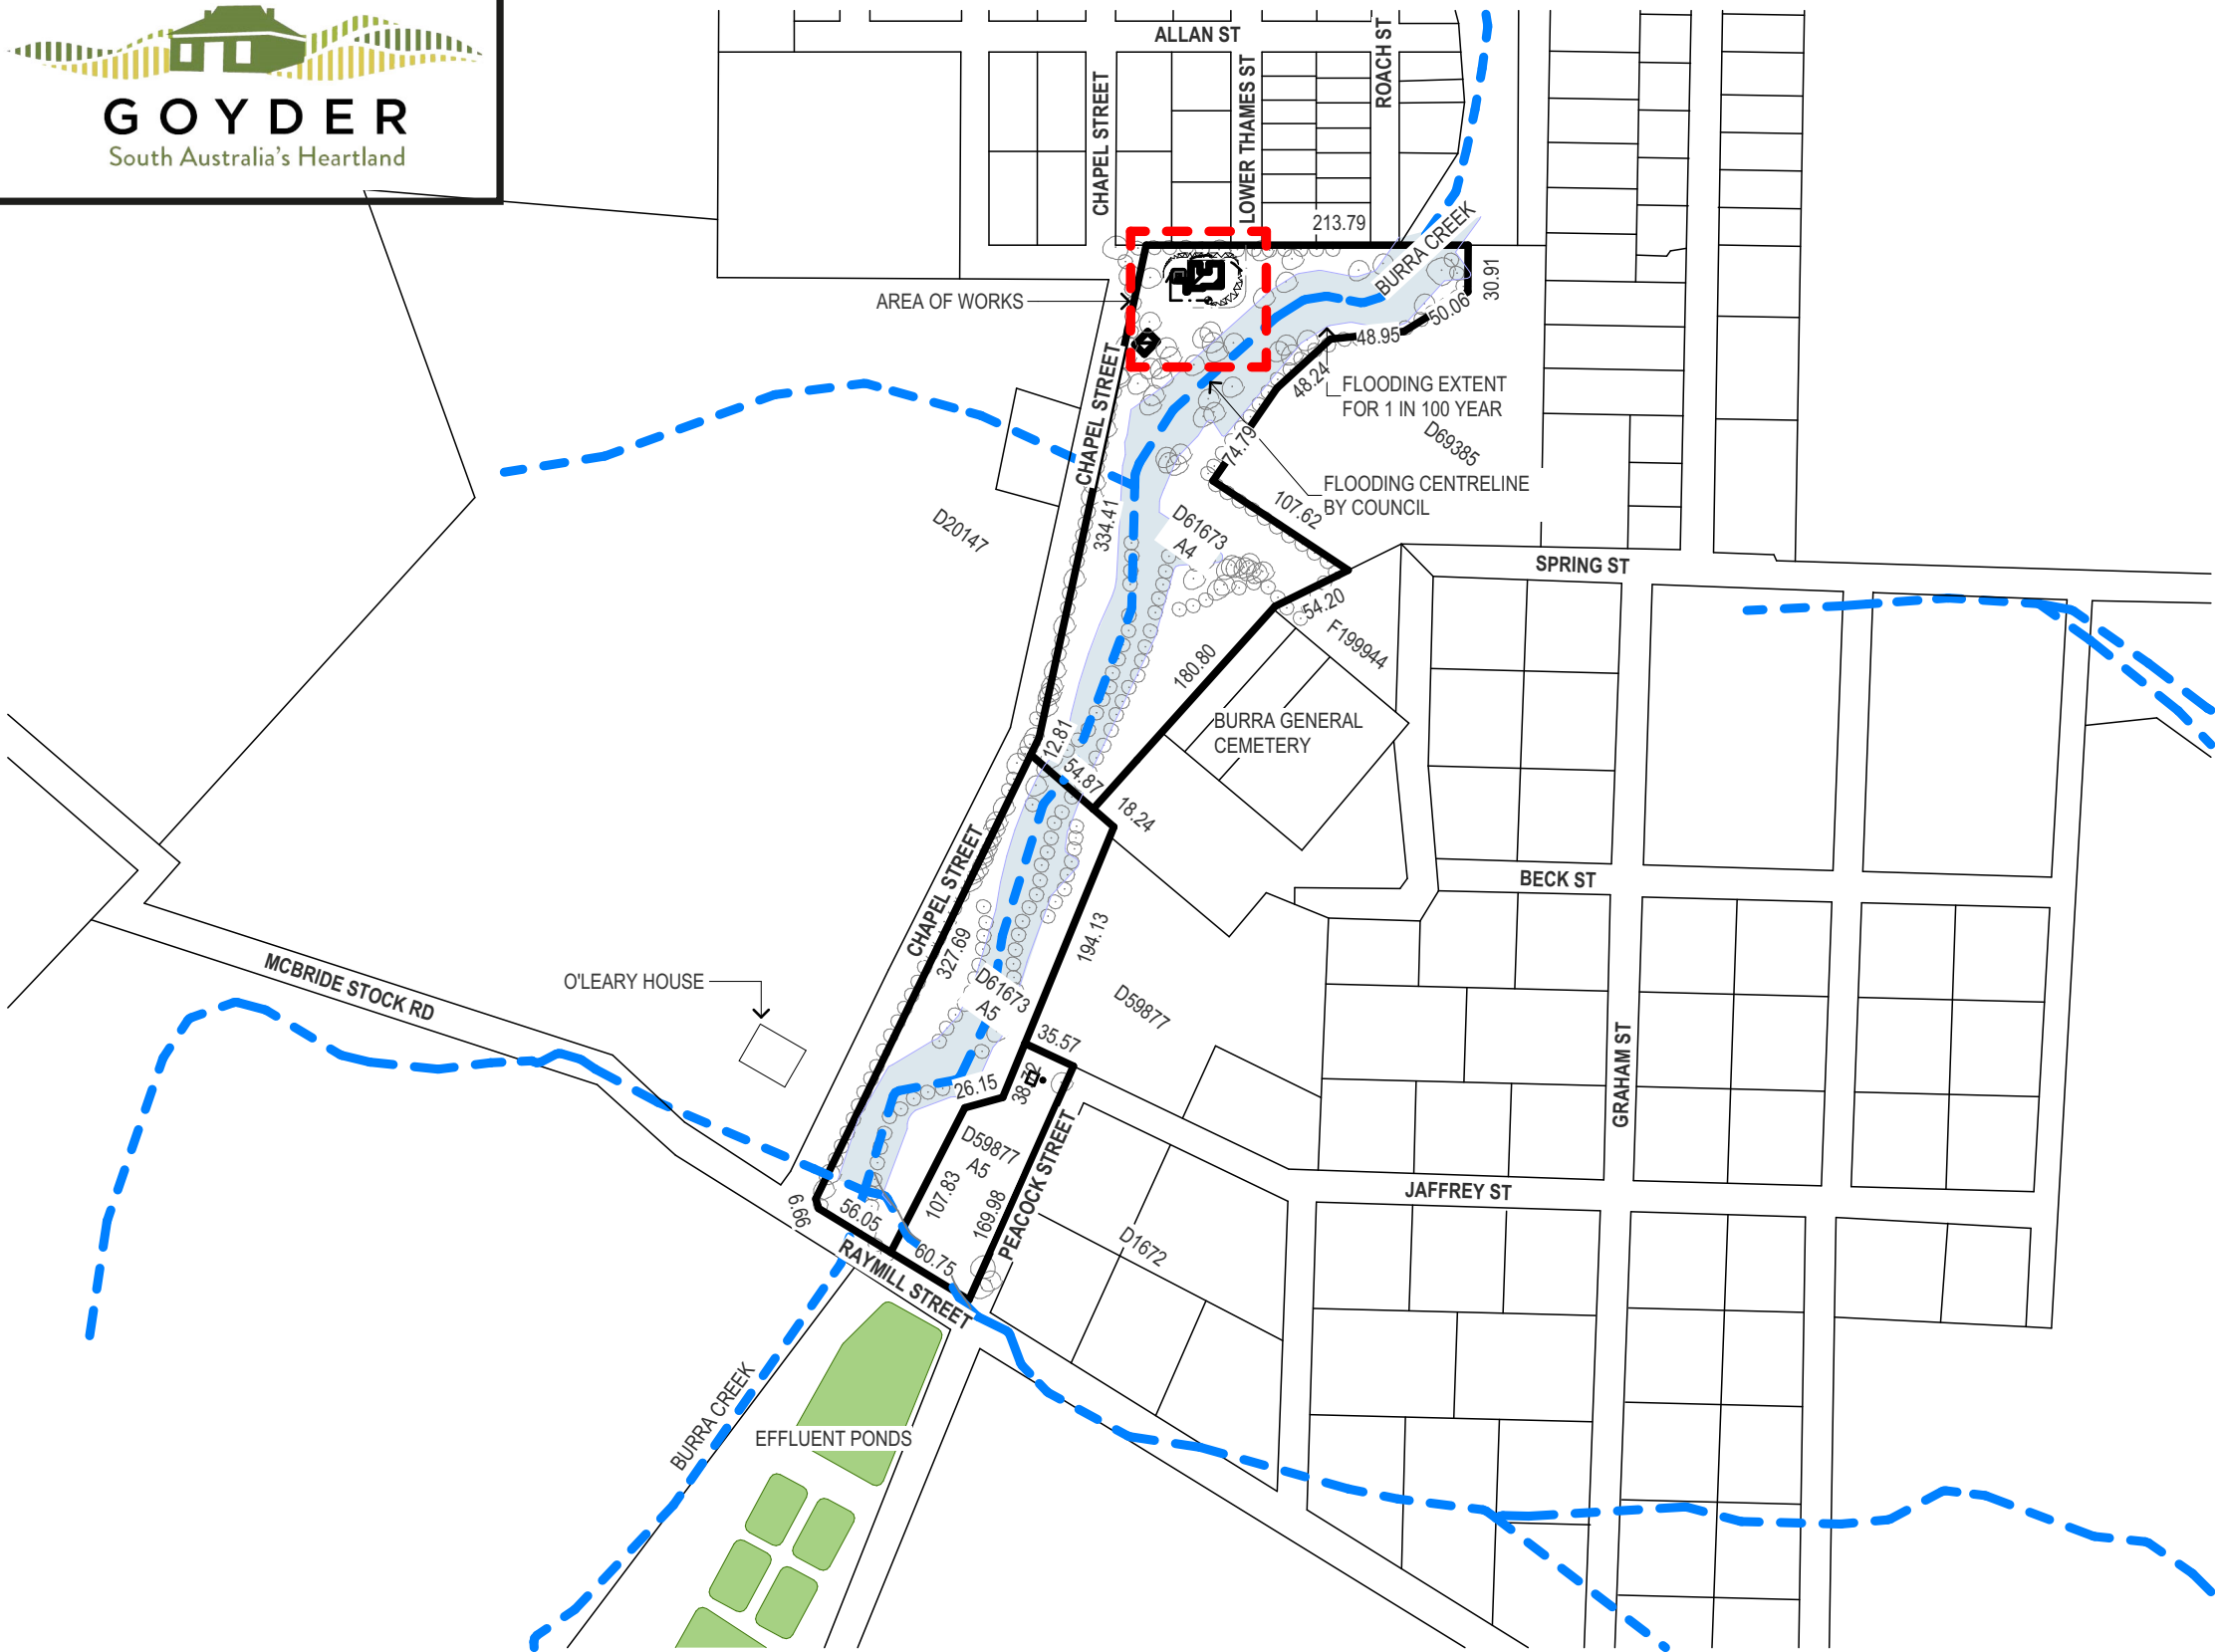 GOYDER
South Australia's Heartland
ALLAN ST
CHAPEL STREET
LOWER THAMES ST
ROACH ST
213.79
BURRA CREEK
30.91
AREA OF WORKS
50.06
48.95
48.24
FLOODING EXTENT
FOR 1 IN 100 YEAR
D69385
CHAPEL STREET
74.79
FLOODING CENTRELINE
BY COUNCIL
107.62
334.41
D20147
D61673
A4
SPRING ST
54.20
F199944
180.80
BURRA GENERAL
CEMETERY
12.81
54.87
18.24
CHAPEL STREET
BECK ST
327.69
194.13
MCBRIDE STOCK RD
O'LEARY HOUSE
D61673
A5
D59877
35.57
GRAHAM ST
26.15
38.72
D59877
A5
PEACOCK STREET
107.83
169.98
JAFFREY ST
6.66
56.05
60.75
RAYMILL STREET
D1672
BURRA CREEK
EFFLUENT PONDS